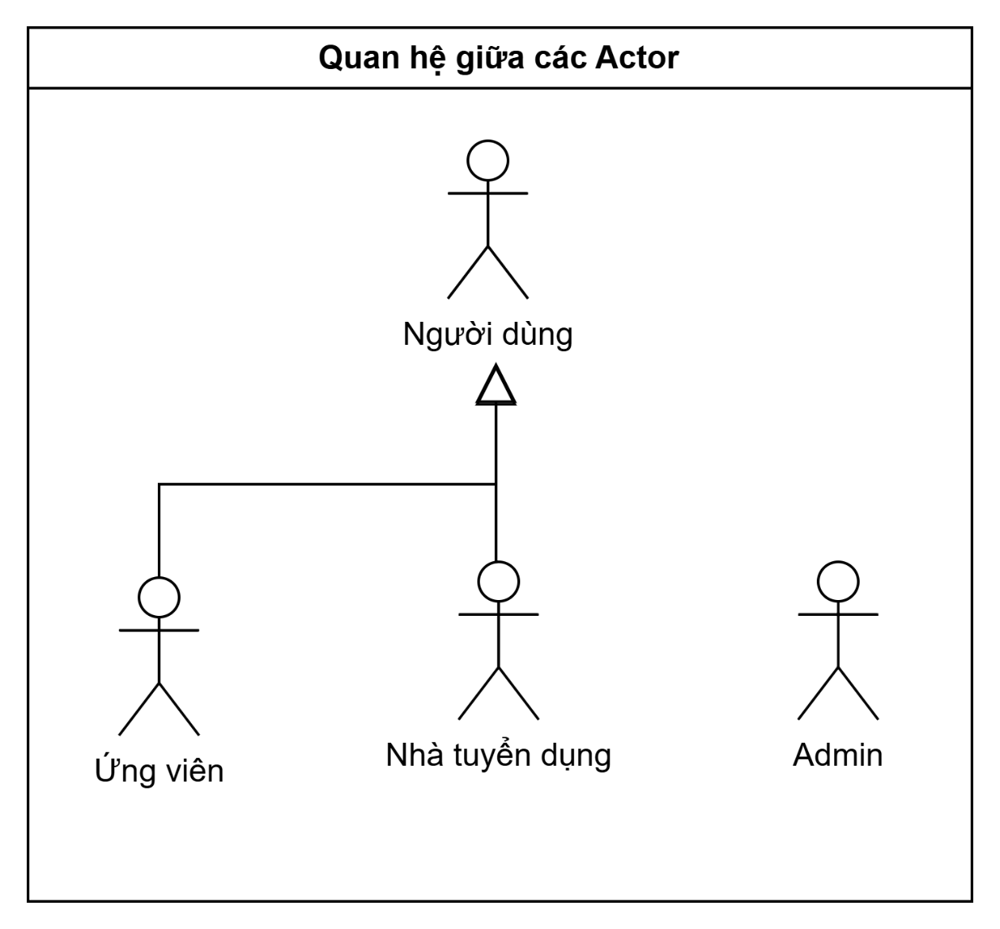 Quan hệ giữa các Actor
Người dùng
Ứng viên
Nhà tuyển dụng
Admin